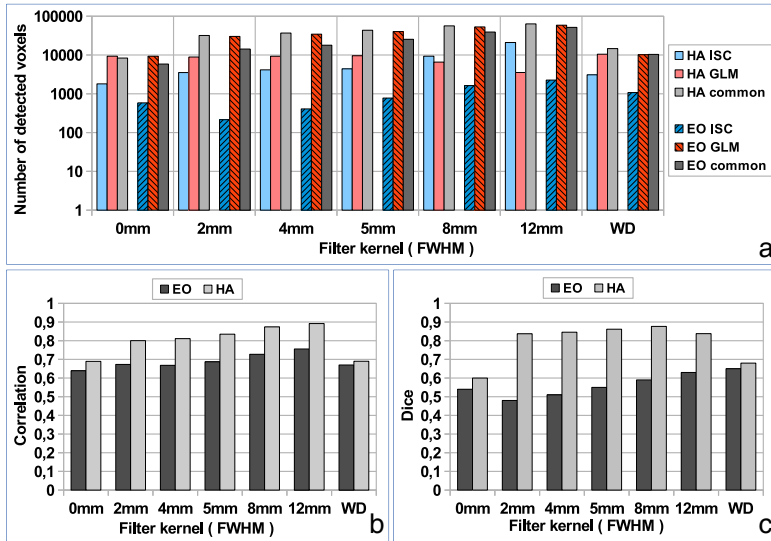 100000
10000
1000
100
10
1
Number of detected voxels
0mm 2mm 4mm 5mm 8mm 12mm WD
Filter kernel ( FWHM )
HA ISC
HA GLM
HA common
EO ISC
EO GLM
EO common
a
EO HA
1
0,9
0,8
0,7
0,6
0,5
0,4
0,3
0,2
0,1
0
Correlation
0mm 2mm 4mm 5mm 8mm 12mm WD
Filter kernel ( FWHM )
b
EO HA
1
0,9
0,8
0,7
0,6
0,5
0,4
0,3
0,2
0,1
0
Dice
0mm 2mm 4mm 5mm 8mm 12mm WD
Filter kernel ( FWHM )
c